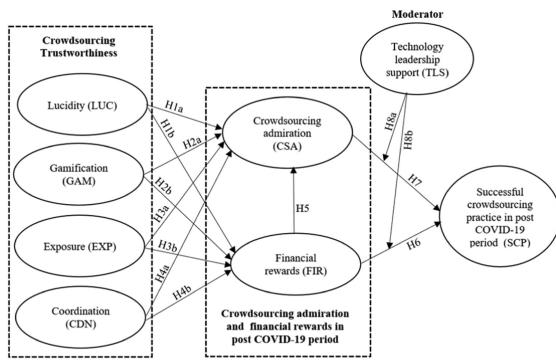 Moderator
Crowdsourcing
Trustworthiness
Technology
leadership
support (TLS)
Lucidity (LUC)
H1a
H1b
Crowdsourcing
admiration
(CSA)
H8a
H8b
Gamification
(GAM)
H2a
H2b
H7
Successful
crowdsourcing
practice in post
COVID-19
period (SCP)
Exposure (EXP)
H3a
H3b
H5
H6
Financial
rewards (FIR)
Coordination
(CDN)
H4a
H4b
Crowdsourcing admiration
and financial rewards in
post COVID-19 period